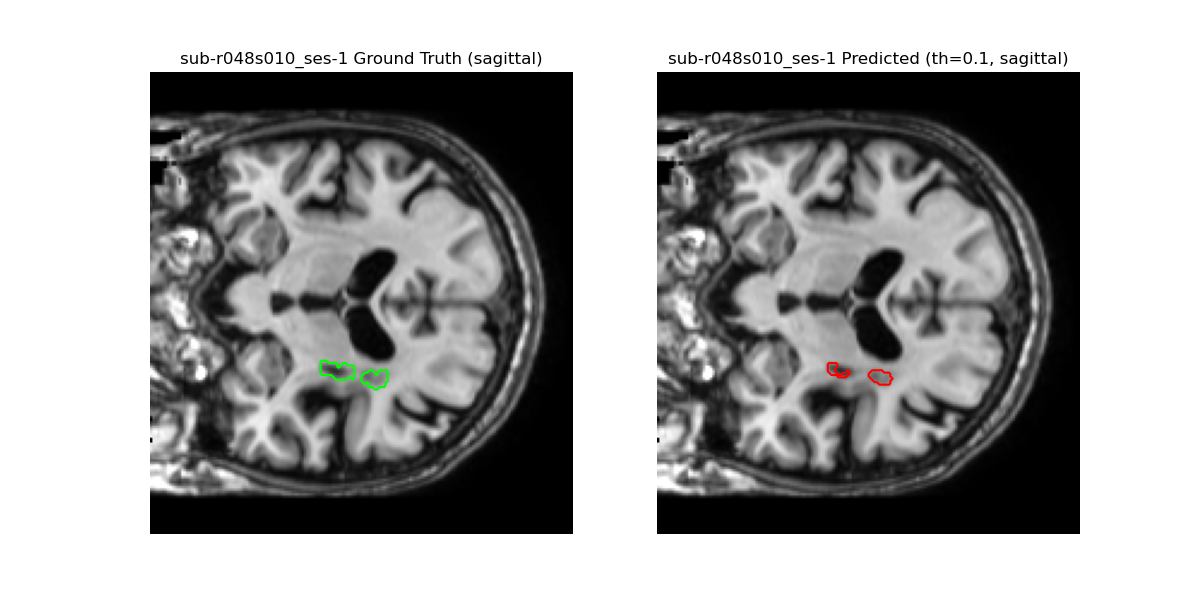 sub-r048s010_ses-1 Ground Truth (sagittal)
sub-r048s010_ses-1 Predicted (th=0.1, sagittal)